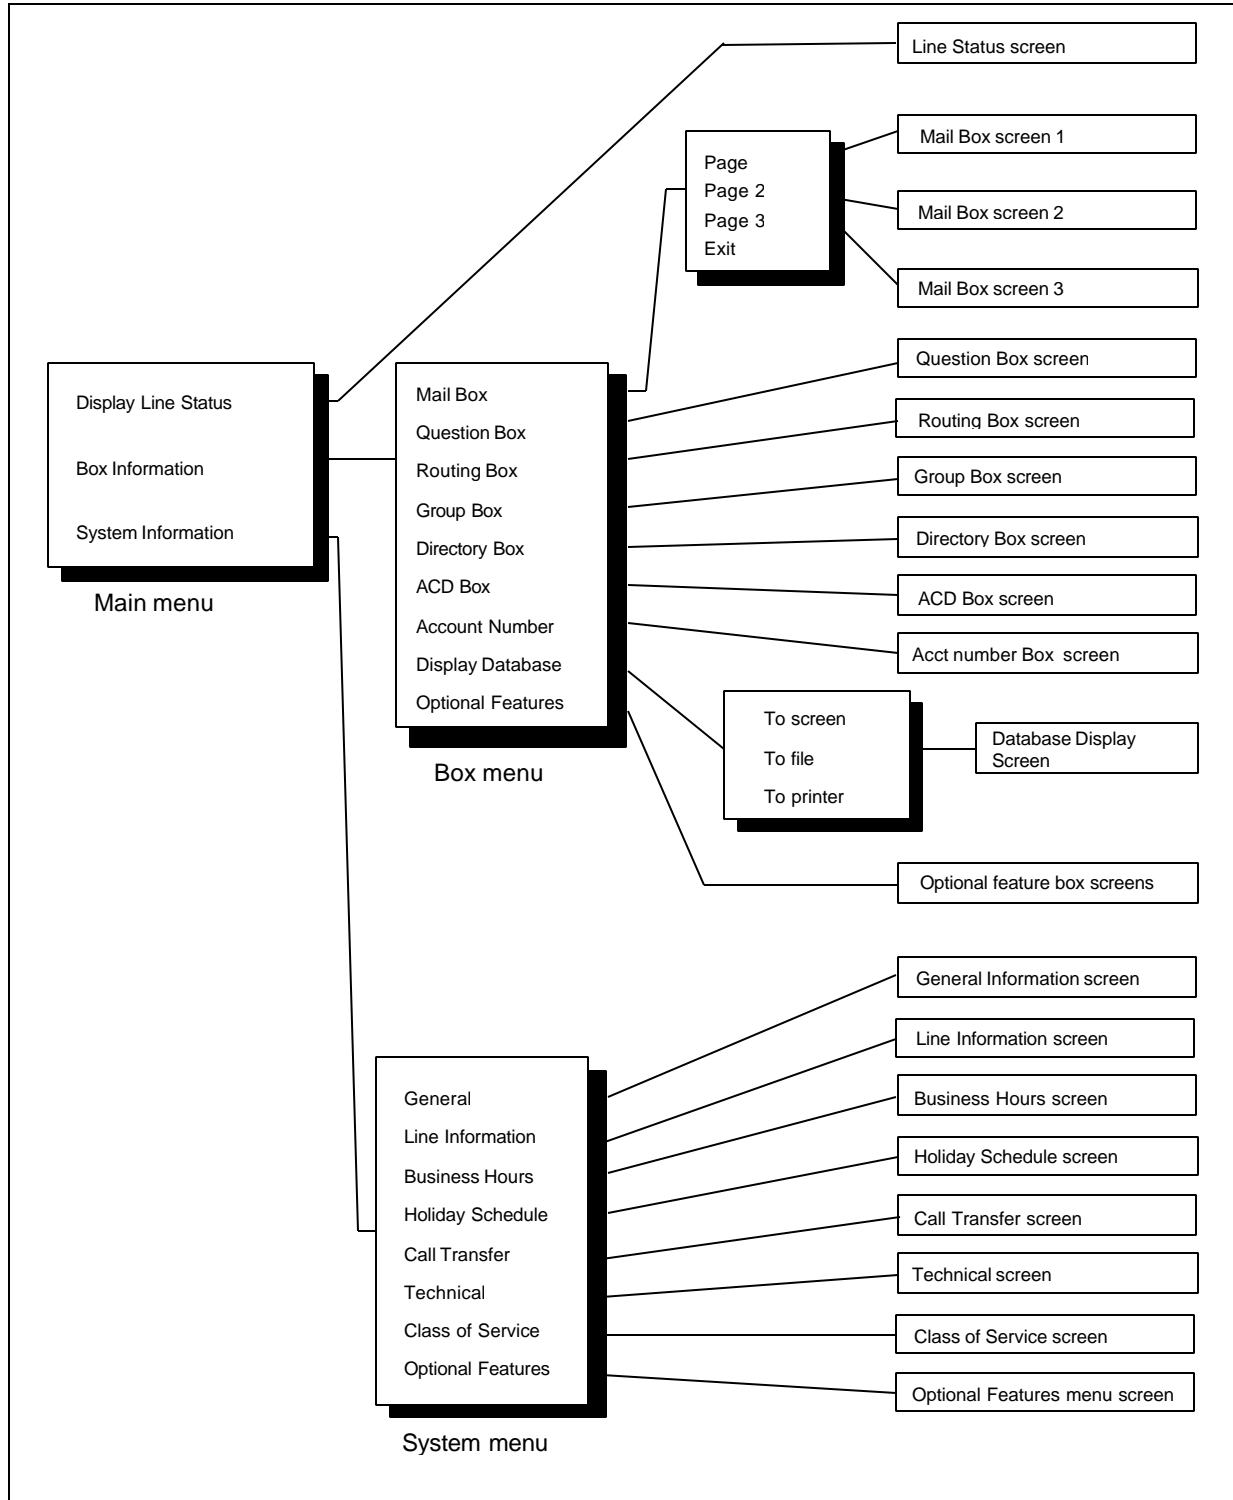 Line Status screen
Page
Page 2
Page 3
Exit
Mail Box screen 1
Mail Box screen 2
Mail Box screen 3
Display Line Status
Box Information
System Information
Main menu
Mail Box
Question Box
Routing Box
Group Box
Directory Box
ACD Box
Account Number
Display Database
Optional Features
Box menu
Question Box screen
Routing Box screen
Group Box screen
Directory Box screen
ACD Box screen
Acct number Box screen
To screen
To file
To printer
Database Display
Screen
Optional feature box screens
General
Line Information
Business Hours
Holiday Schedule
Call Transfer
Technical
Class of Service
Optional Features
System menu
General Information screen
Line Information screen
Business Hours screen
Holiday Schedule screen
Call Transfer screen
Technical screen
Class of Service screen
Optional Features menu screen